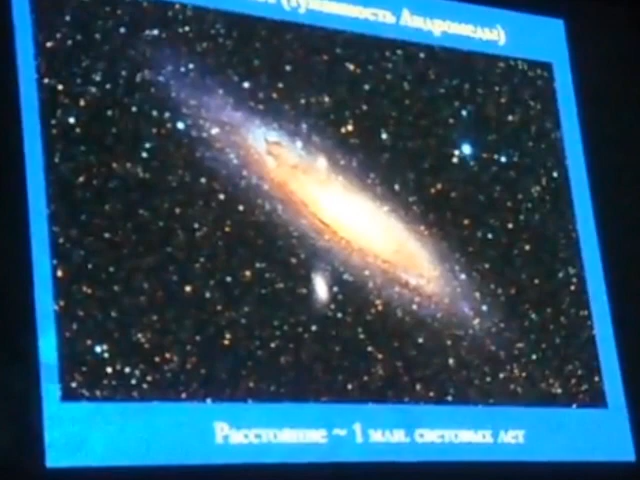 (туманность Андромеды)
Расстояние ~ 1 млн. световых лет